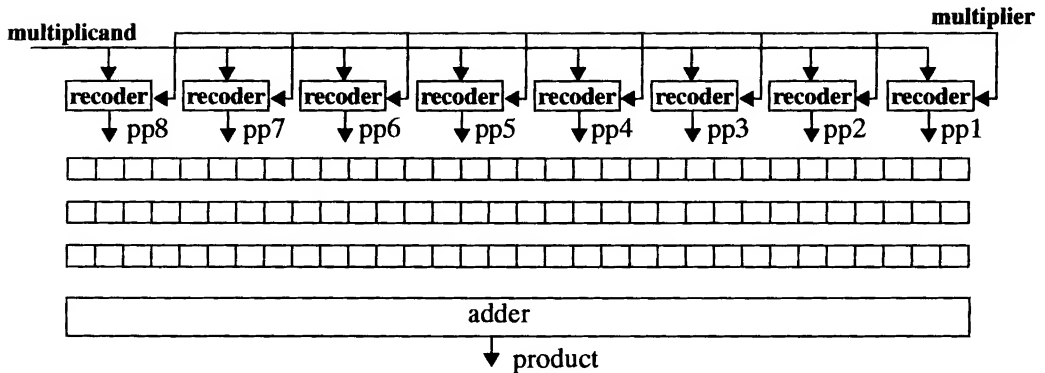 multiplier
multiplicand
recoder recoder recoder recoder recoder recoder recoder recoder
pp8 pp7 pp6 pp5 pp4 pp3 pp2 pp1
adder
product